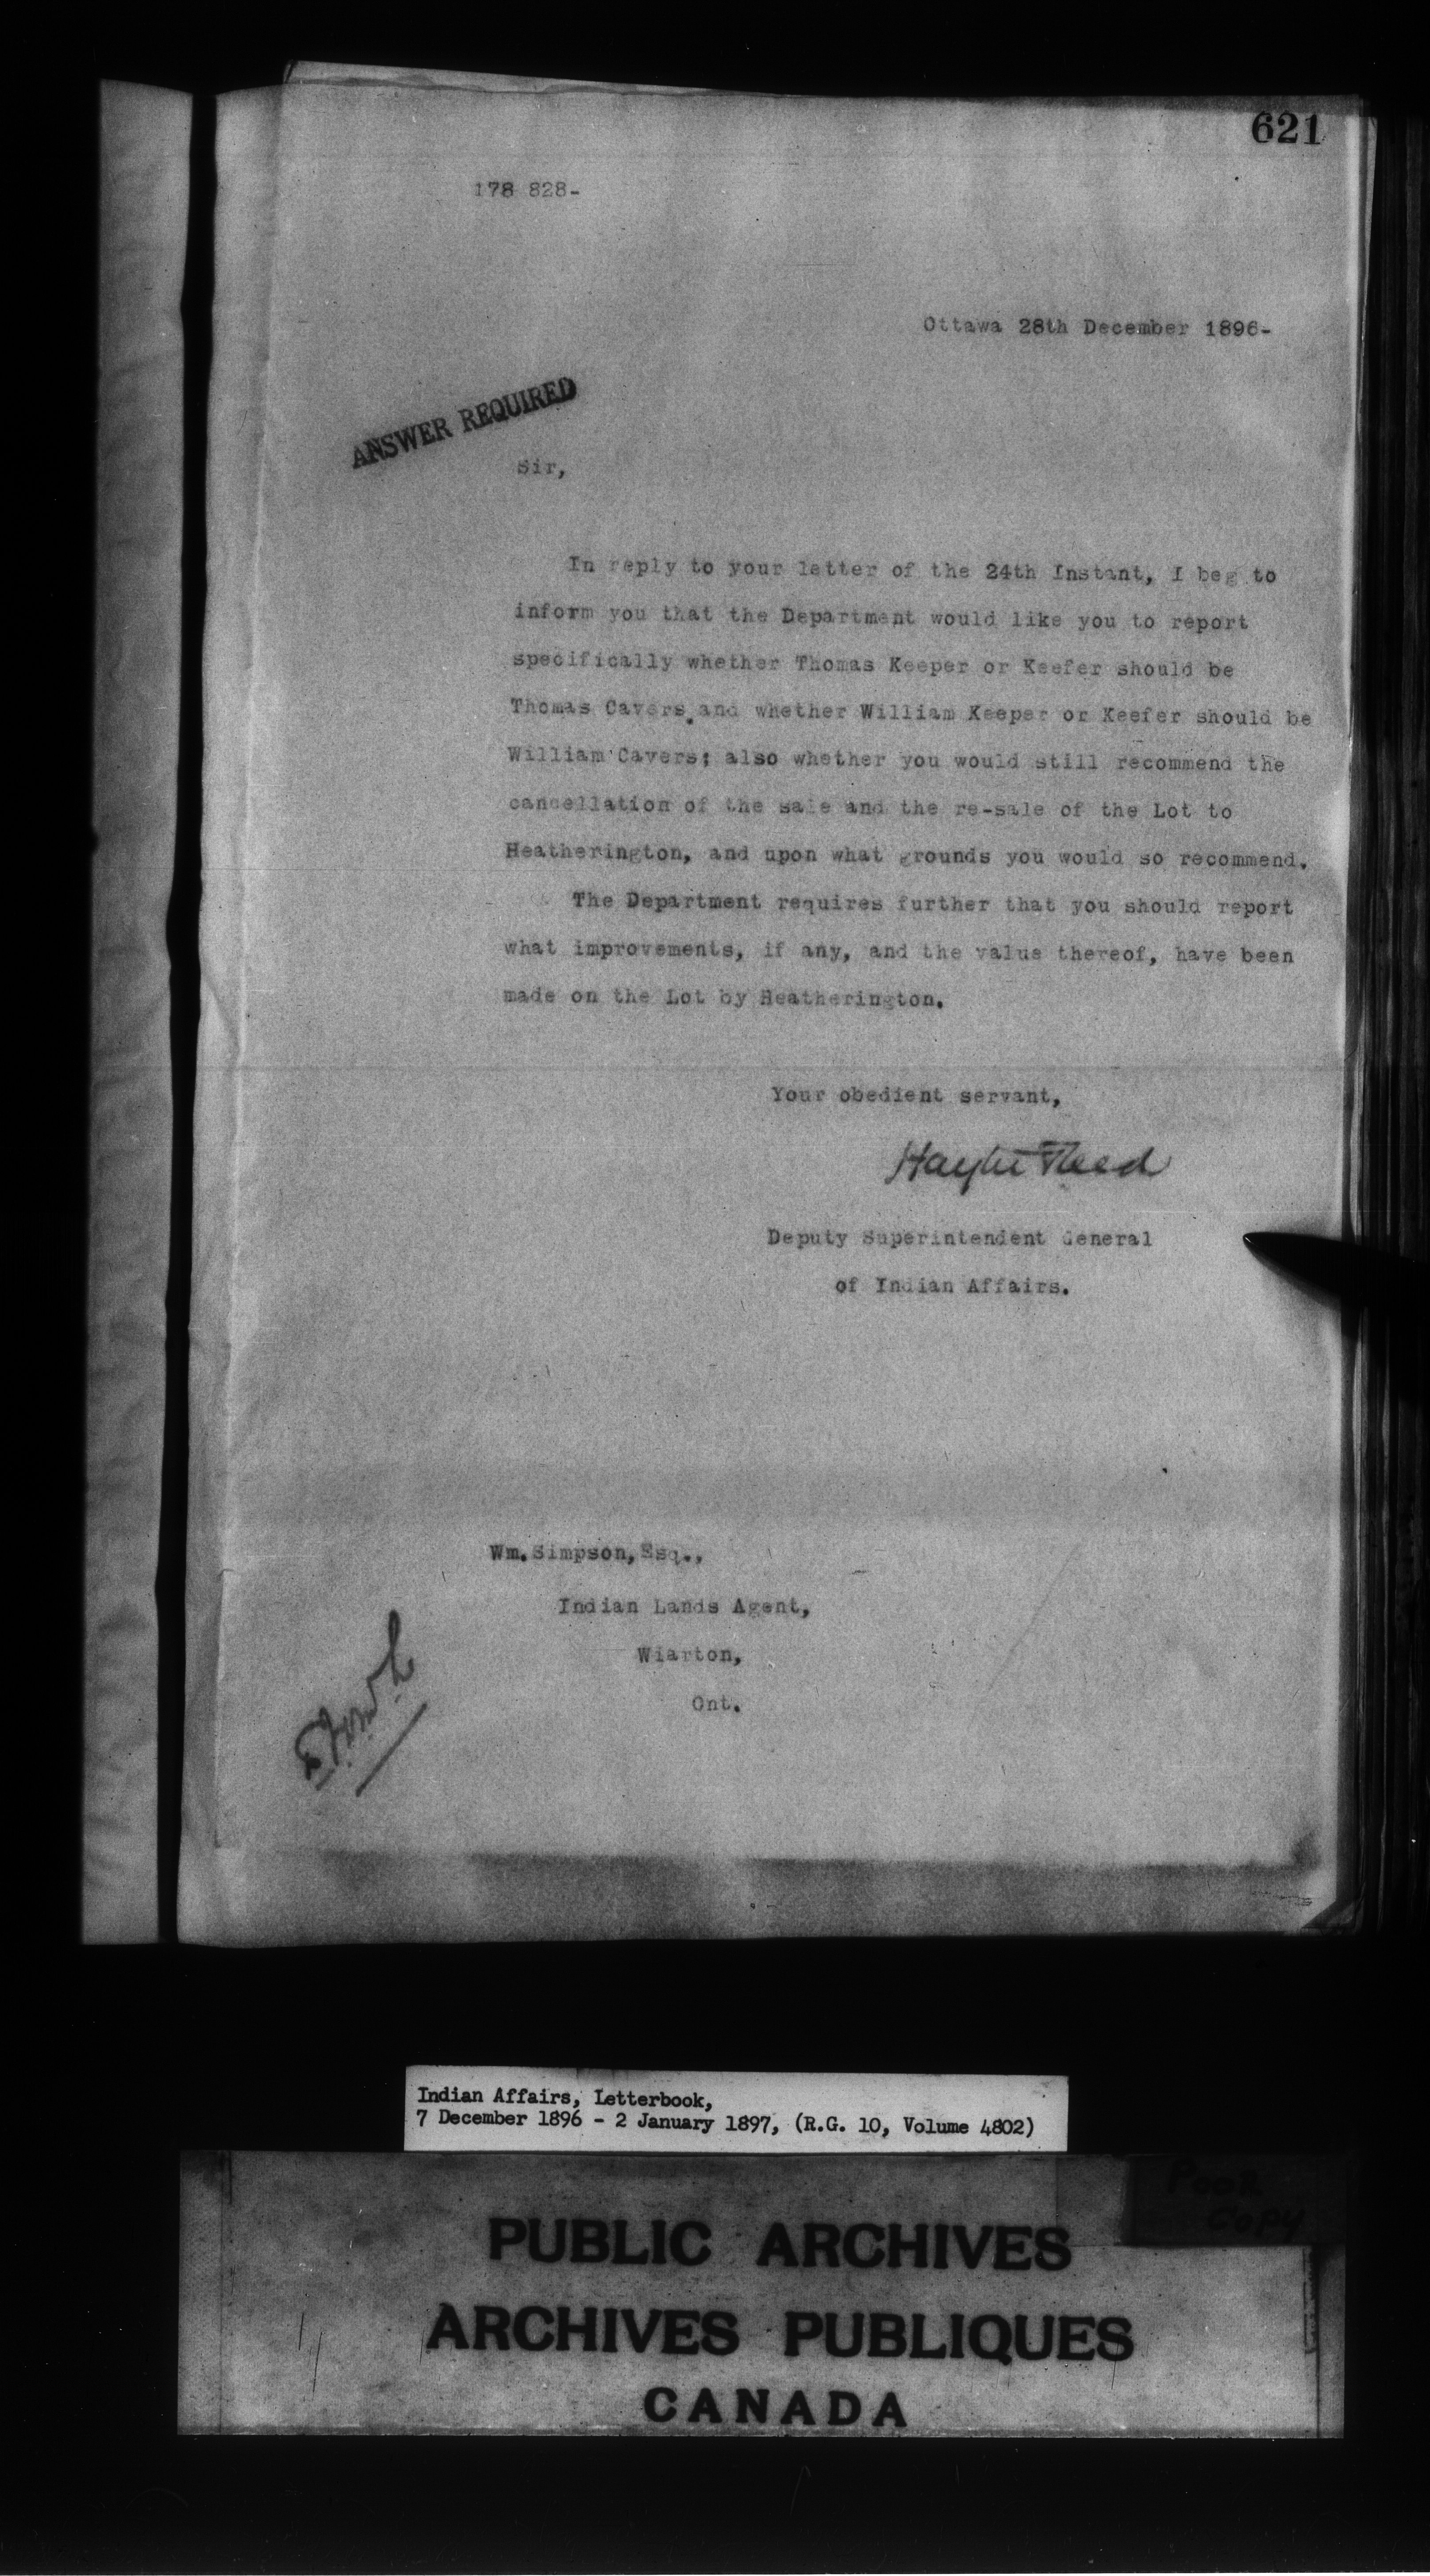 621
178 828-
Ottawa 28th December 1896-
ANSWER REQUIRED
Sir,
In reply to your letter of the 24th Instant, I beg to
inform you that the Department would like you to report
specifically whether Thomas Keeper or Keefer should be
Thomas Cavers and whether William Keeper or Keefer should be
William Cavers; also whether you would still recommend the
cancellation of the sale and the re-sale of the Lot to
Heatherington, and upon what grounds you would so recommend.
The Department requires further that you should report
what improvements, if any, and the value thereof, have been
made on the Lot by Heatherington.
Your obedient servant,
Hayter Reed
Deputy Superintendent General
of Indian Affairs.
Wm. Simpson, Esq.,
Indian Lands Agent,
Wiarton,
Ont.
Indian Affairs, Letterbook,
7 December 1896 - 2 January 1897, (R.G. 10, Volume 4802)
Poor
Copy
PUBLIC ARCHIVES
ARCHIVES PUBLIQUES
CANADA